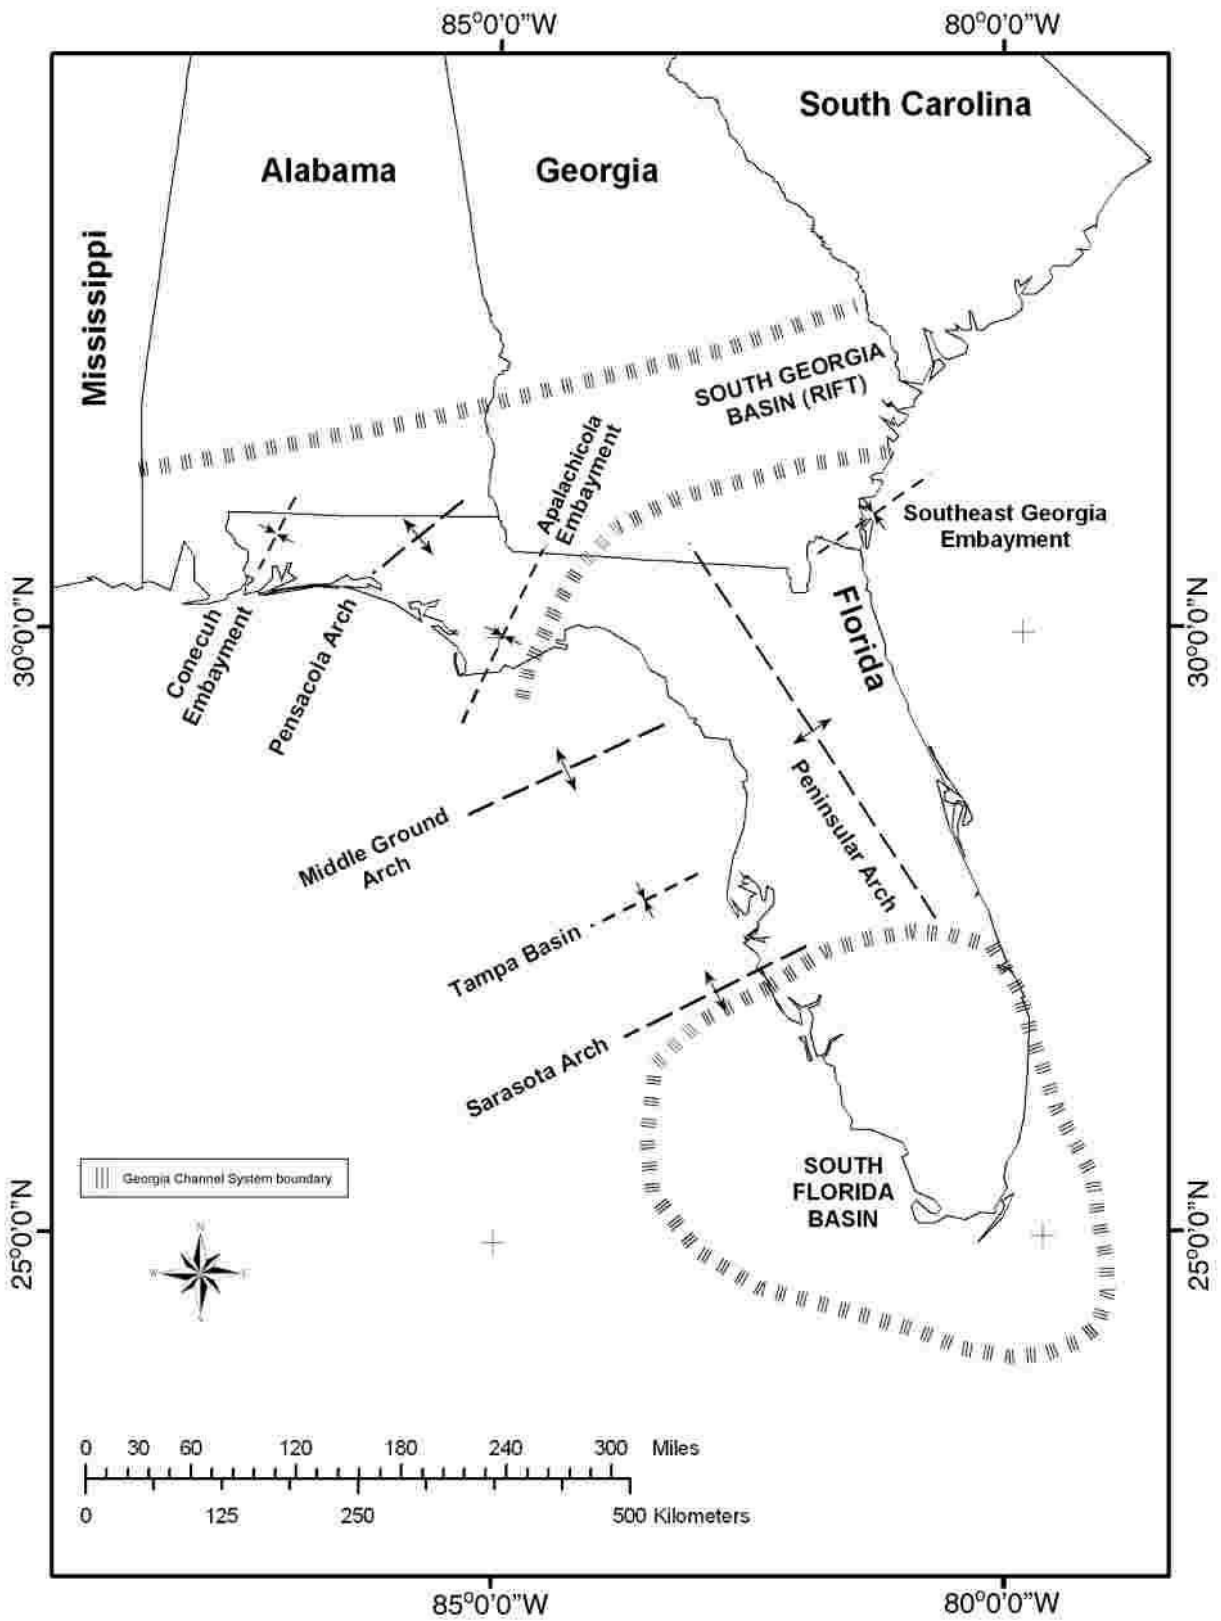 85°0'0"W
80°0'0"W
South Carolina
Alabama
Georgia
Mississippi
SOUTH GEORGIA
BASIN (RIFT)
Apalachicola
Embayment
Southeast Georgia
Embayment
30°0'0"N
30°0'0"N
Florida
Conecuh
Embayment
Pensacola Arch
Peninsular Arch
Middle Ground
Arch
Tampa Basin
Sarasota Arch
SOUTH
FLORIDA
BASIN
Georgia Channel System boundary
25°0'0"N
25°0'0"N
N
W
E
S
0 30 60 120 180 240 300 Miles
0 125 250 500 Kilometers
85°0'0"W
80°0'0"W